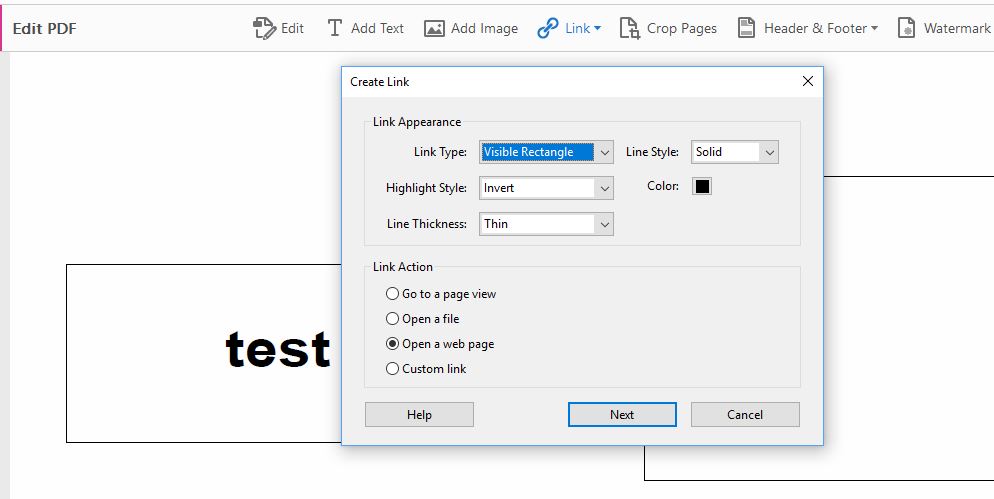 Edit PDF Edit Add Text Add Image Link Crop Pages Header & Footer Watermark
Create Link
Link Appearance
Link Type: Visible Rectangle Line Style: Solid
Highlight Style: Invert Color:
Line Thickness: Thin
Link Action
Go to a page view
Open a file
Open a web page
Custom link
test
Help Next Cancel